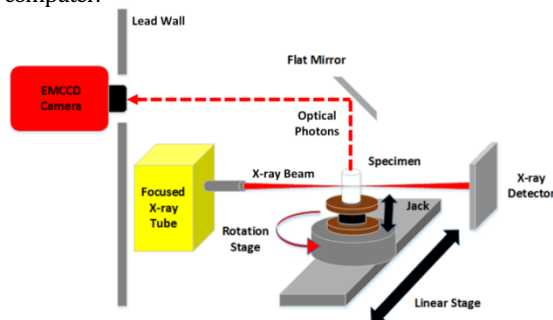 computer.
Lead Wall
Flat Mirror
EMCCD
Camera
Optical
Photons
X-ray Beam
Specimen
Focused
X-ray
Tube
X-ray
Detector
Rotation
Stage
Jack
Linear Stage